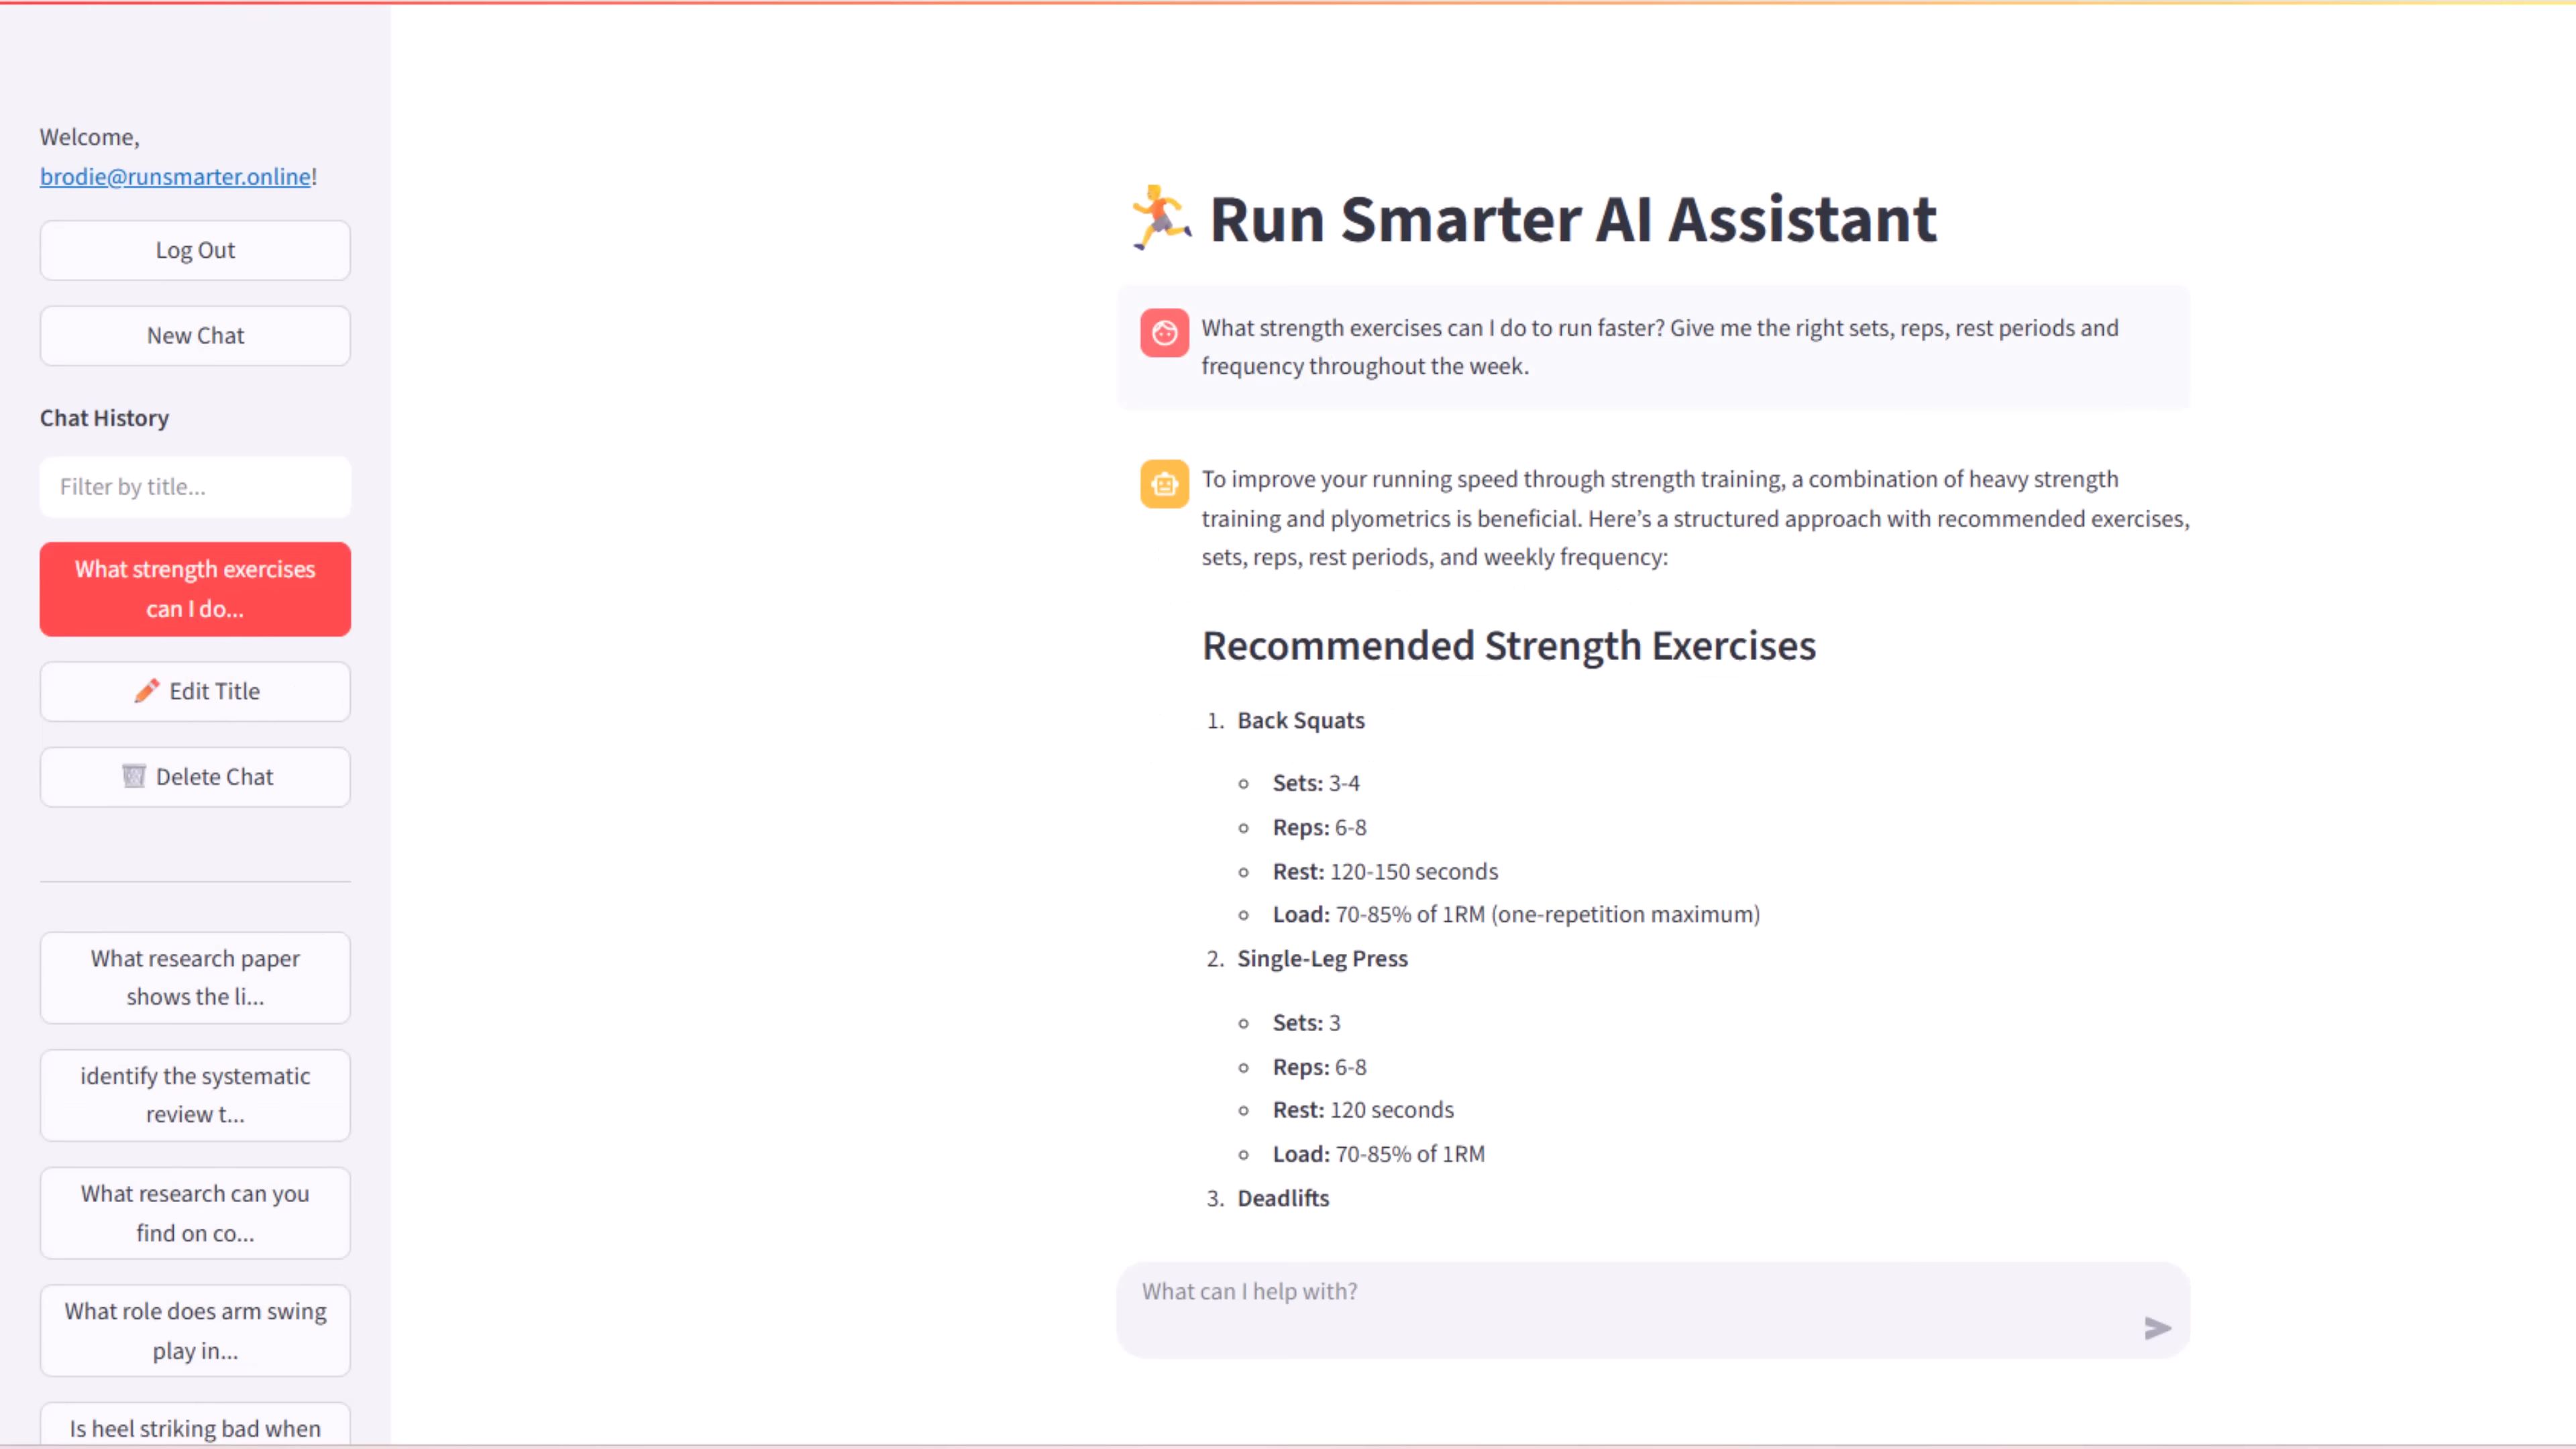 Welcome,
brodie@runsmarter.online!
Log Out
New Chat
Chat History
Filter by title...
What strength exercises
can I do...
Edit Title
Delete Chat
What research paper
shows the li...
identify the systematic
review t...
What research can you
find on co...
What role does arm swing
play in...
Is heel striking bad when
Run Smarter AI Assistant
What strength exercises can I do to run faster? Give me the right sets, reps, rest periods and
frequency throughout the week.
To improve your running speed through strength training, a combination of heavy strength
training and plyometrics is beneficial. Here’s a structured approach with recommended exercises,
sets, reps, rest periods, and weekly frequency:
Recommended Strength Exercises
1. Back Squats
Sets: 3-4
Reps: 6-8
Rest: 120-150 seconds
Load: 70-85% of 1RM (one-repetition maximum)
2. Single-Leg Press
Sets: 3
Reps: 6-8
Rest: 120 seconds
Load: 70-85% of 1RM
3. Deadlifts
What can I help with?